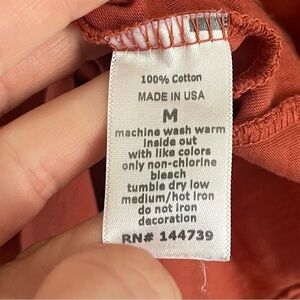 100% Cotton
MADE IN USA
M
machine wash warm
inside out
with like colors
only non-chlorine
bleach
tumble dry low
medium/hot iron
do not iron
decoration
RN# 144739